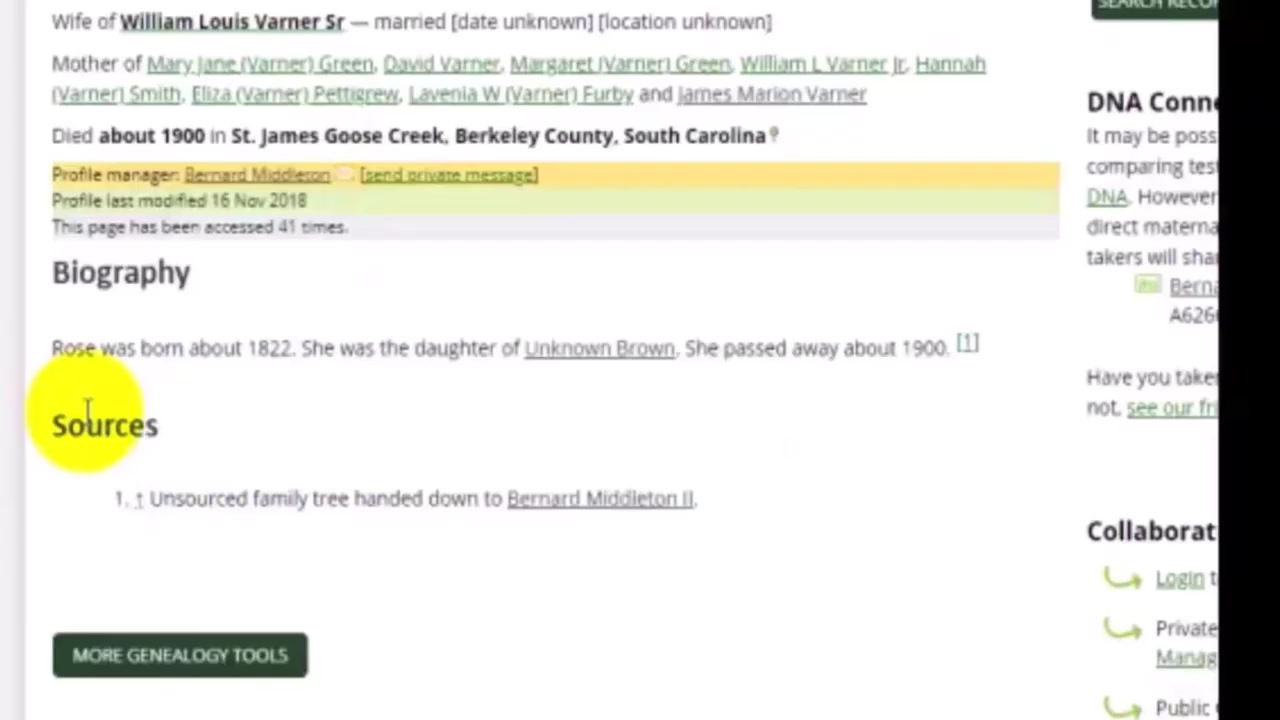 Wife of William Louis Varner Sr — married [date unknown] [location unknown]
Mother of Mary Jane (Varner) Green, David Varner, Margaret (Varner) Green, William L Varner Jr, Hannah
(Varner) Smith, Eliza (Varner) Pettigrew, Lavenia W (Varner) Furby and James Marion Varner
Died about 1900 in St. James Goose Creek, Berkeley County, South Carolina
Profile manager: Bernard Middleton [send private message]
Profile last modified 16 Nov 2018
This page has been accessed 41 times.
Biography
Rose was born about 1822. She was the daughter of Unknown Brown. She passed away about 1900. [1]
Sources
1. ↑ Unsourced family tree handed down to Bernard Middleton II.
MORE GENEALOGY TOOLS
SEARCH RECO
DNA Conne
It may be poss
comparing tes
DNA. However
direct materna
takers will sha
Berna
A626
Have you take
not, see our fri
Collaborat
Login t
Private
Manag
Public